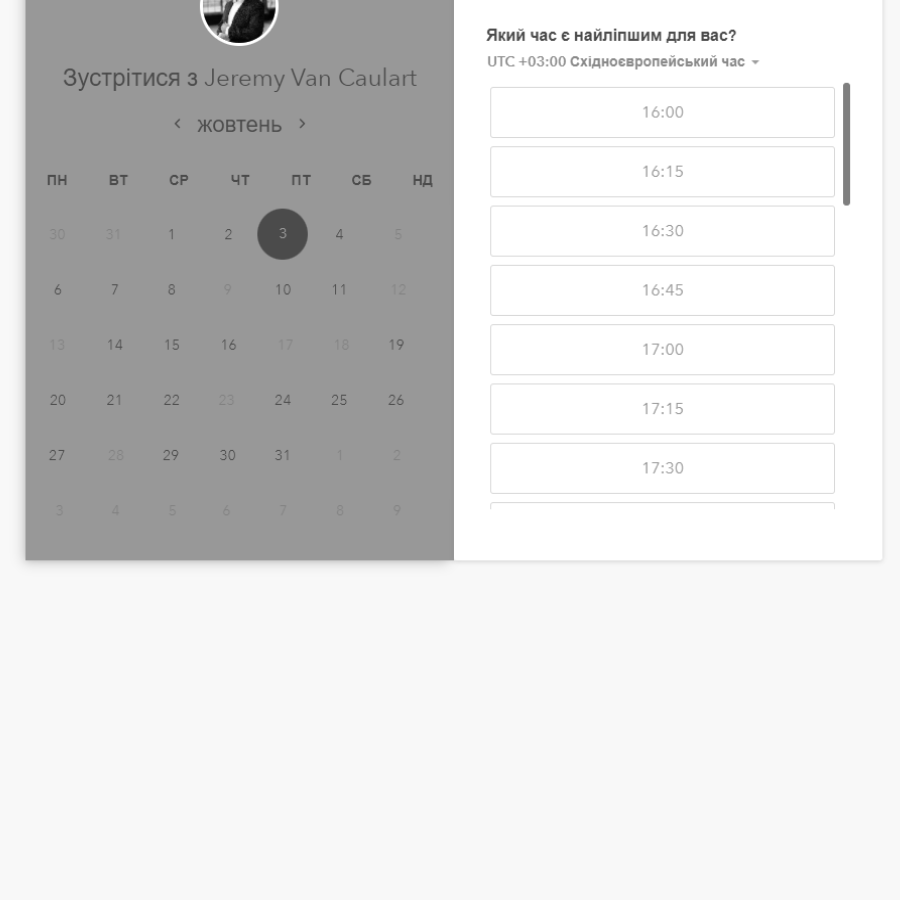 Зустрітися з Jeremy Van Caulart
жовтень
ПН ВТ СР ЧТ ПТ СБ НД
30 31 1 2 3 4 5
6 7 8 9 10 11 12
13 14 15 16 17 18 19
20 21 22 23 24 25 26
27 28 29 30 31 1 2
3 4 5 6 7 8 9
Який час є найліпшим для вас?
UTC +03:00 Східноєвропейський час
16:00
16:15
16:30
16:45
17:00
17:15
17:30